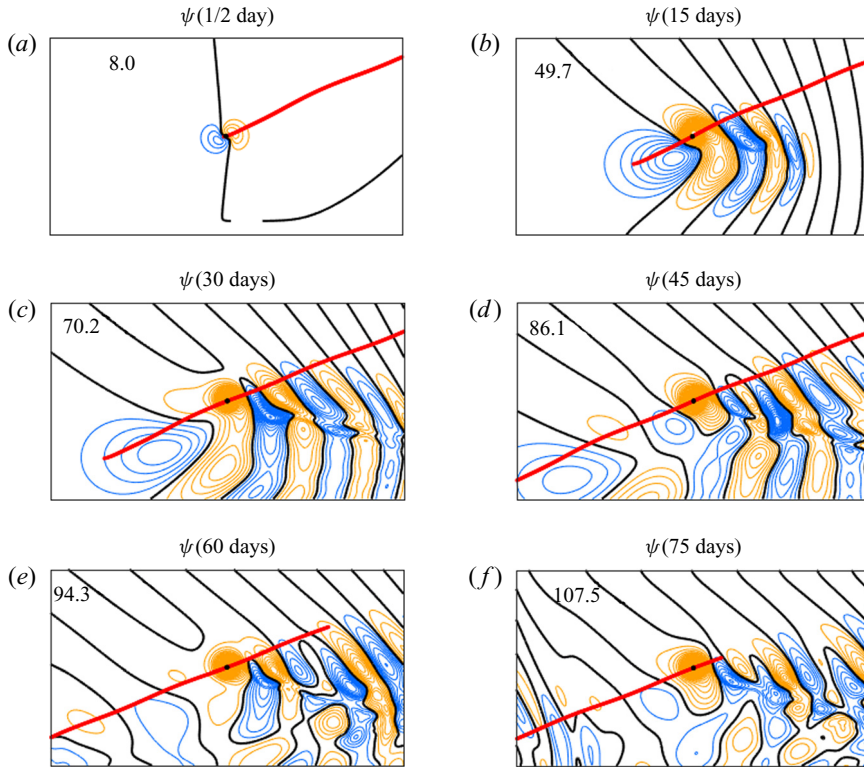 ψ (1/2 day)
(a)
8.0
ψ (15 days)
(b)
49.7
ψ (30 days)
(c)
70.2
ψ (45 days)
(d)
86.1
ψ (60 days)
(e)
94.3
ψ (75 days)
(f)
107.5